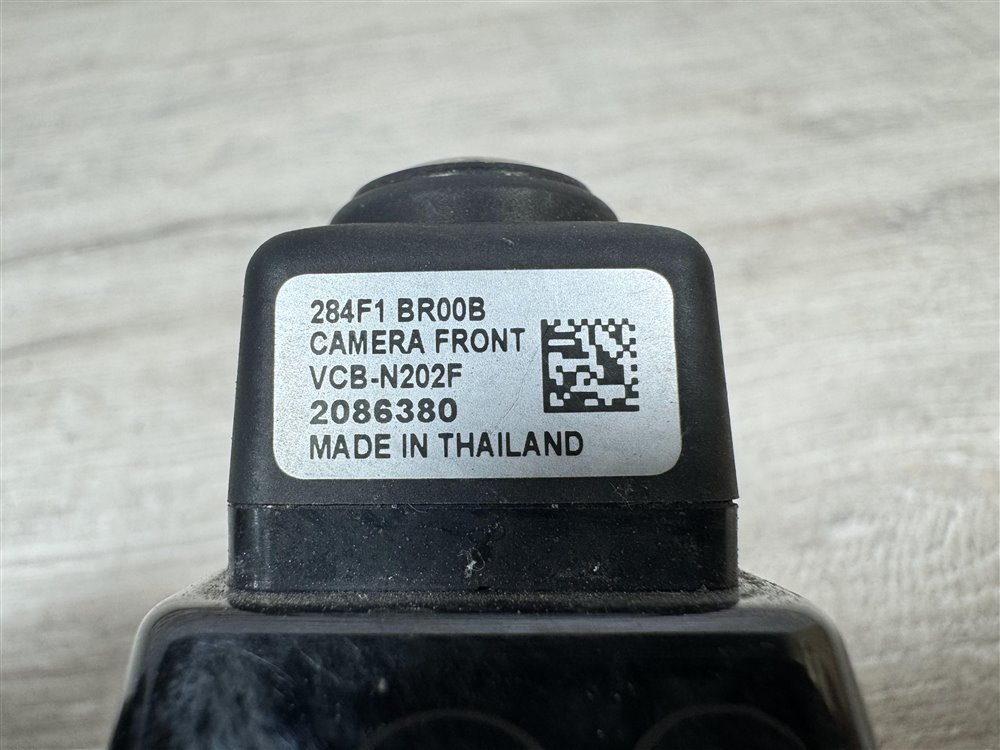 284F1 BR00B
CAMERA FRONT
VCB-N202F
2086380
MADE IN THAILAND